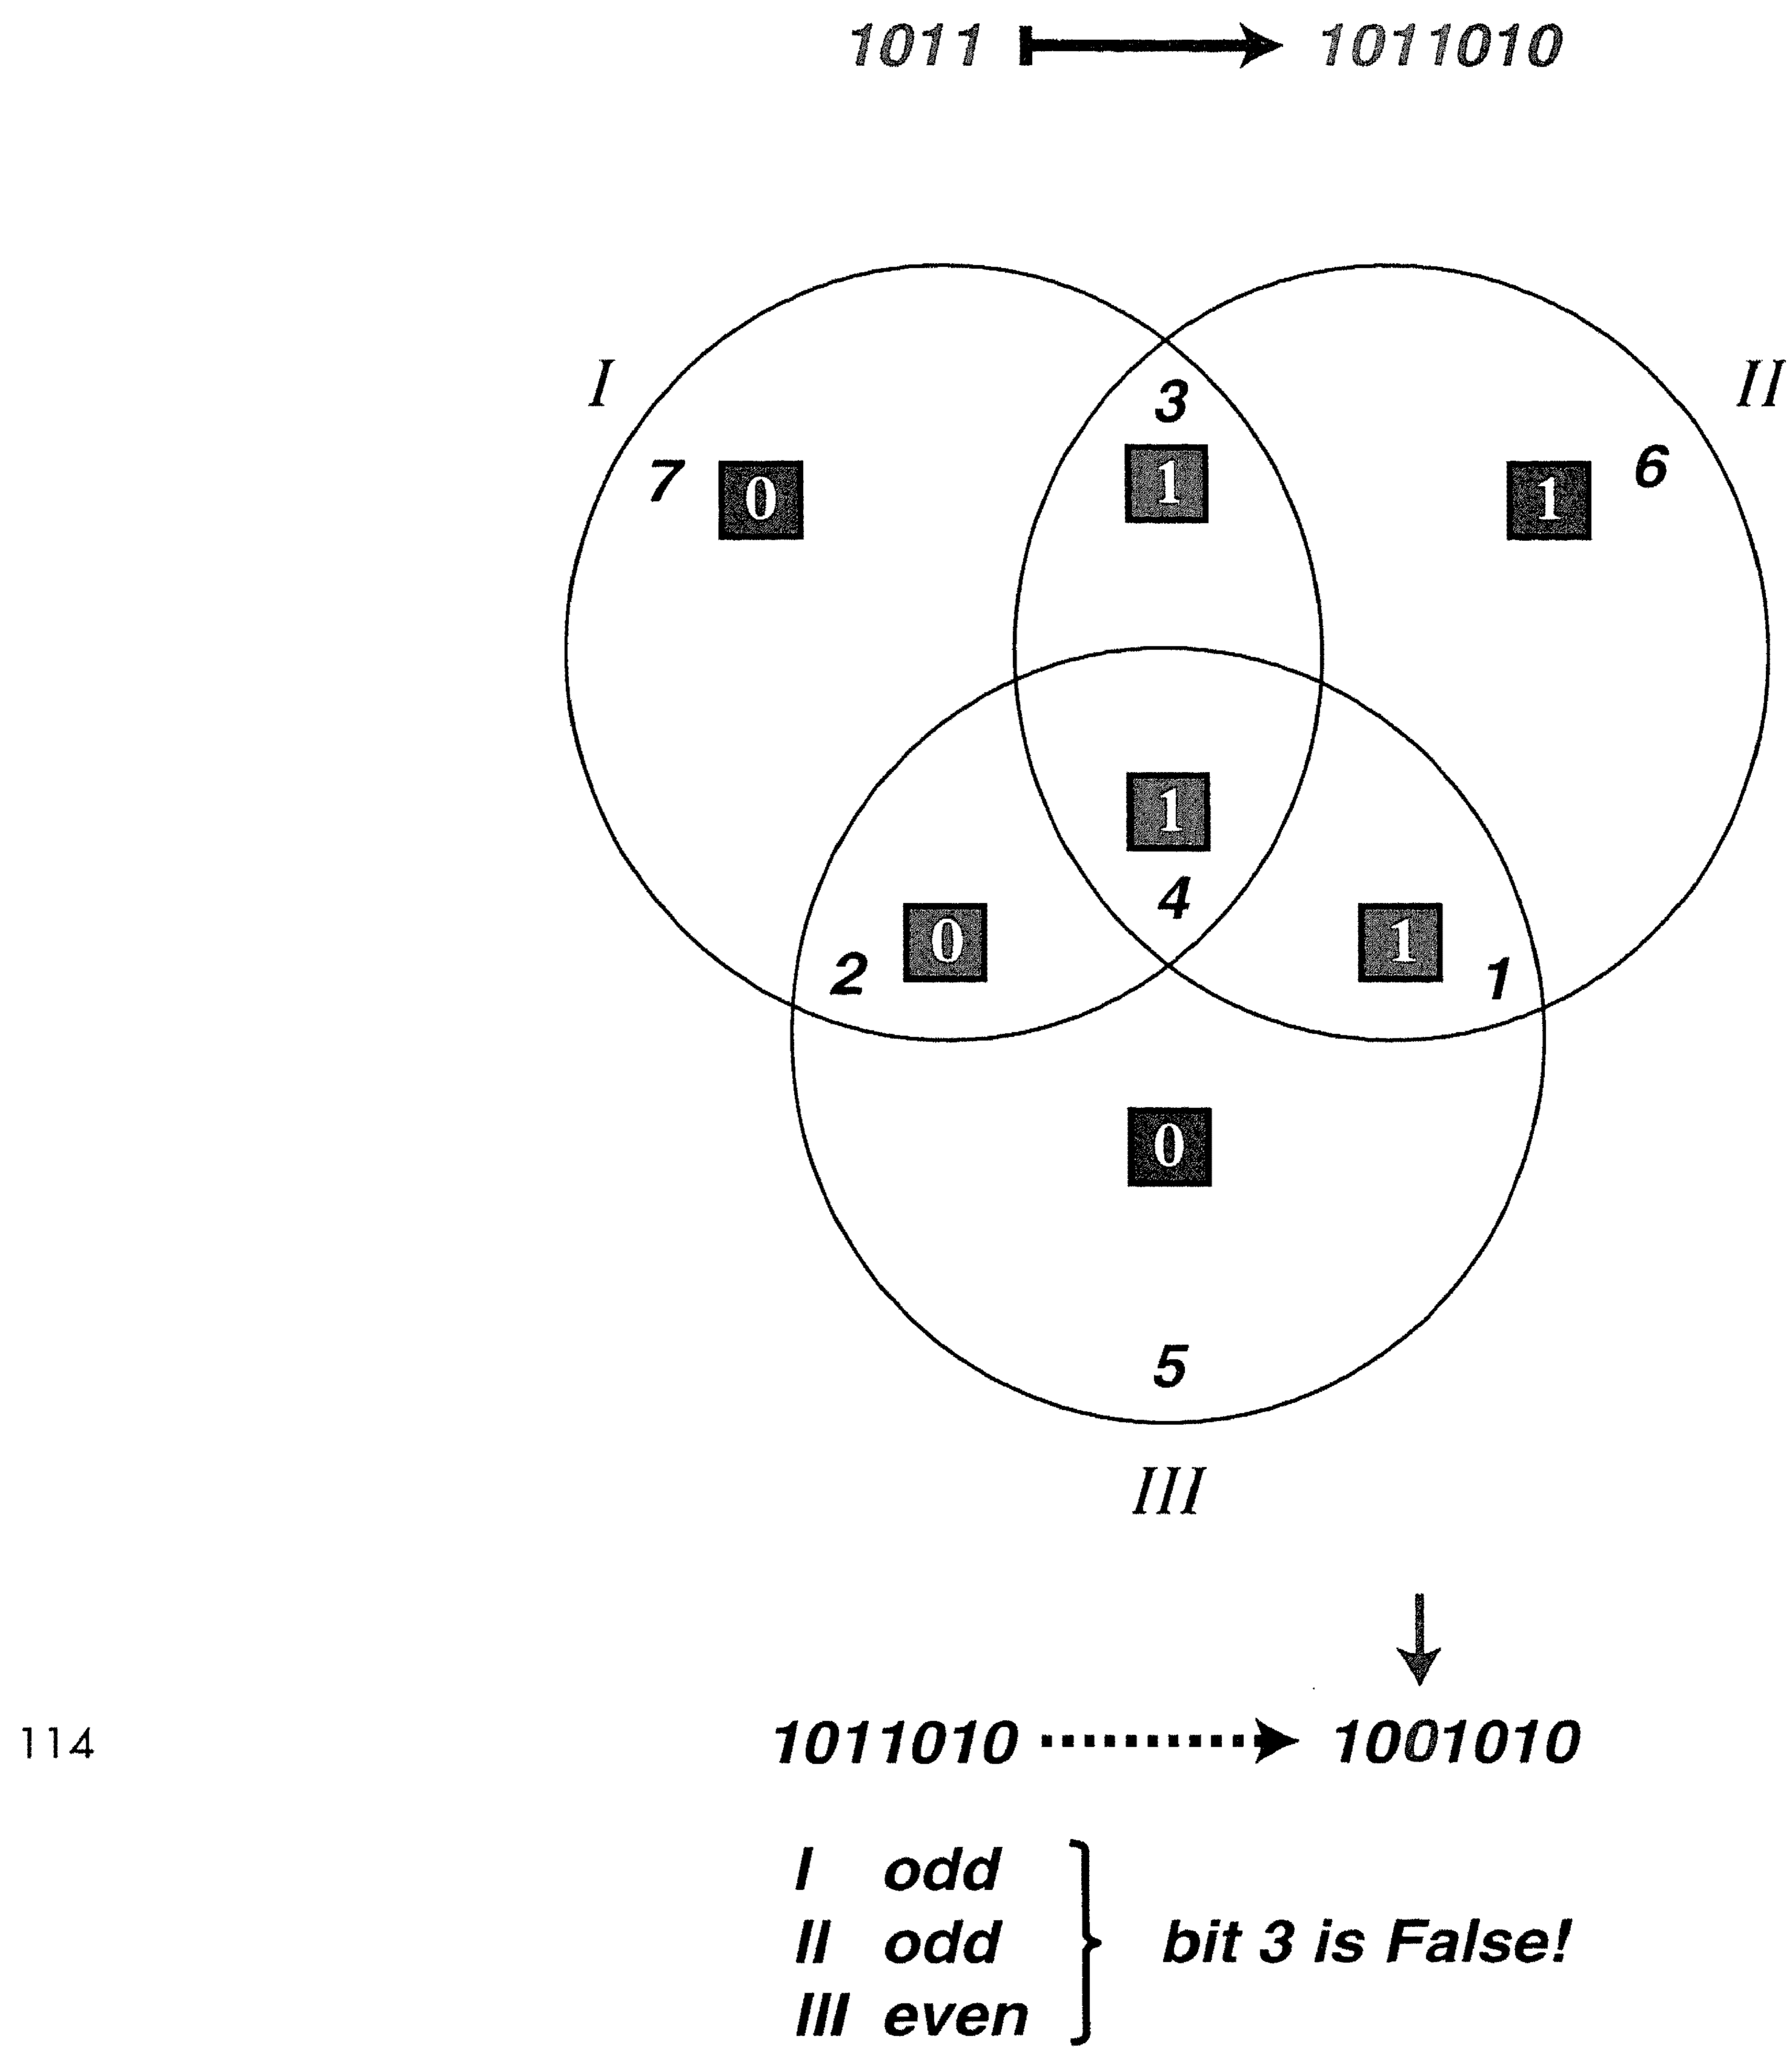 1011 1011010
I II
3
7 0 1 1 6
1
4
2 0 1 1
0
5
III
114 1011010 1001010
I odd
II odd bit 3 is False!
III even